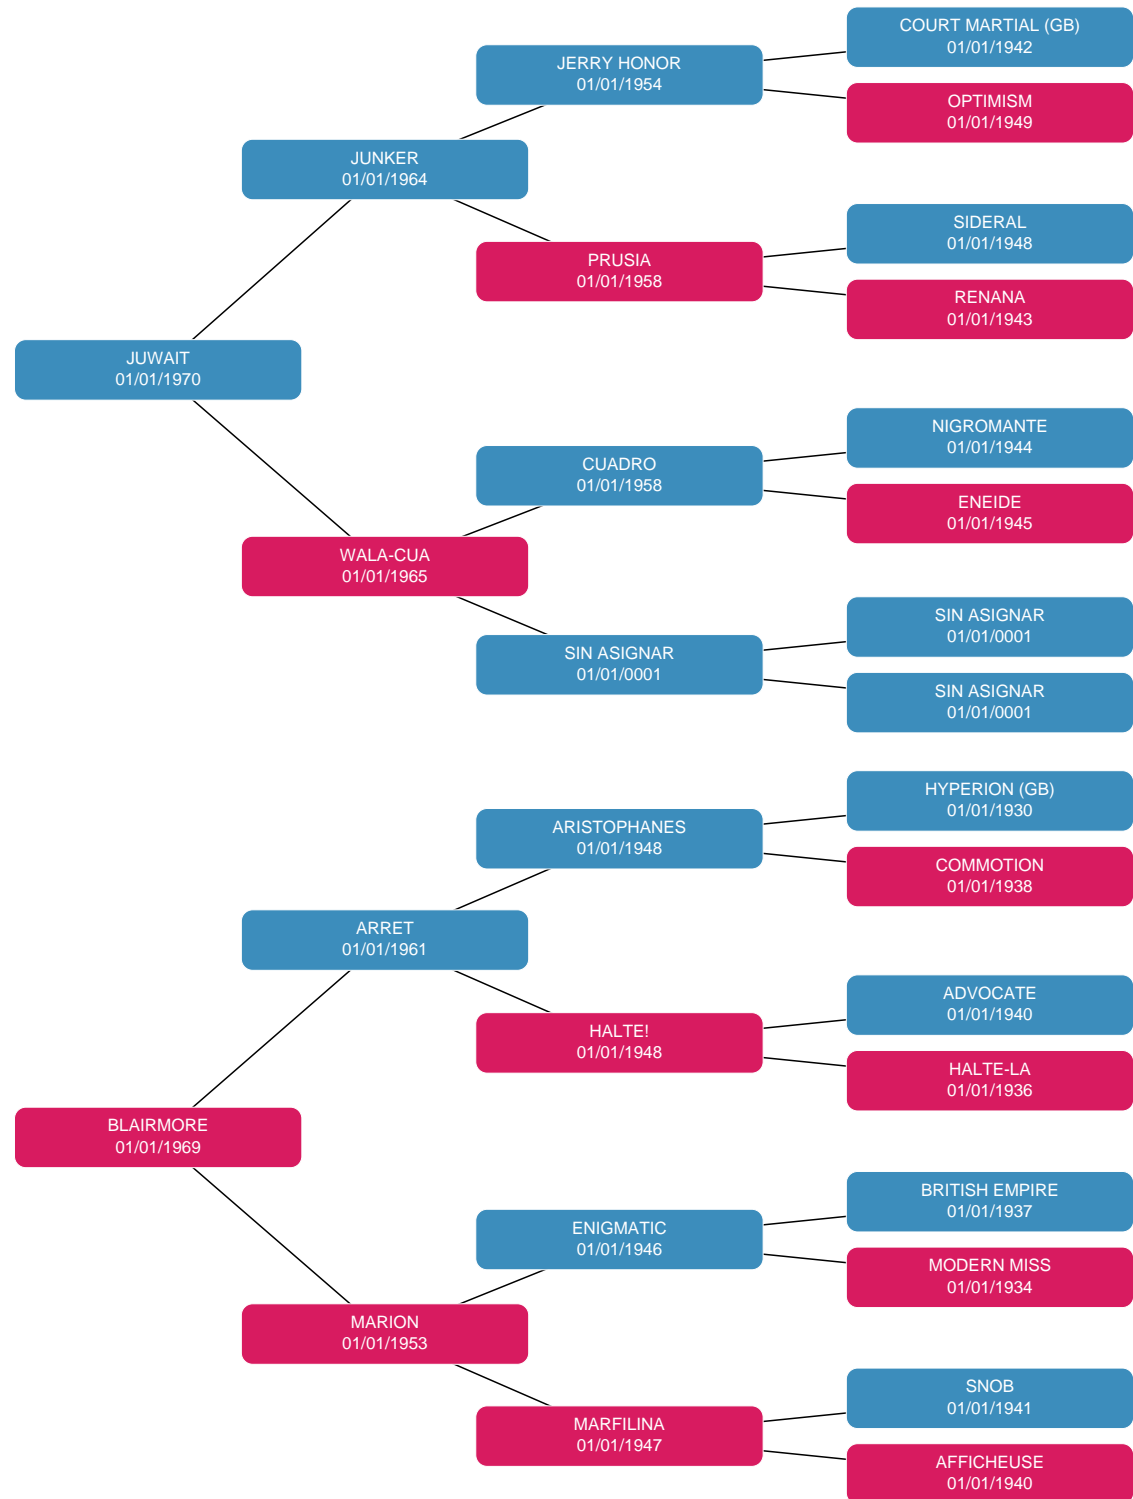 COURT MARTIAL (GB)
01/01/1942
JERRY HONOR
01/01/1954
OPTIMISM
01/01/1949
JUNKER
01/01/1964
SIDERAL
01/01/1948
PRUSIA
01/01/1958
RENANA
01/01/1943
JUWAIT
01/01/1970
NIGROMANTE
01/01/1944
CUADRO
01/01/1958
ENEIDE
01/01/1945
WALA-CUA
01/01/1965
SIN ASIGNAR
01/01/0001
SIN ASIGNAR
01/01/0001
SIN ASIGNAR
01/01/0001
HYPERION (GB)
01/01/1930
ARISTOPHANES
01/01/1948
COMMOTION
01/01/1938
ARRET
01/01/1961
ADVOCATE
01/01/1940
HALTE!
01/01/1948
HALTE-LA
01/01/1936
BLAIRMORE
01/01/1969
BRITISH EMPIRE
01/01/1937
ENIGMATIC
01/01/1946
MODERN MISS
01/01/1934
MARION
01/01/1953
SNOB
01/01/1941
MARFILINA
01/01/1947
AFFICHEUSE
01/01/1940